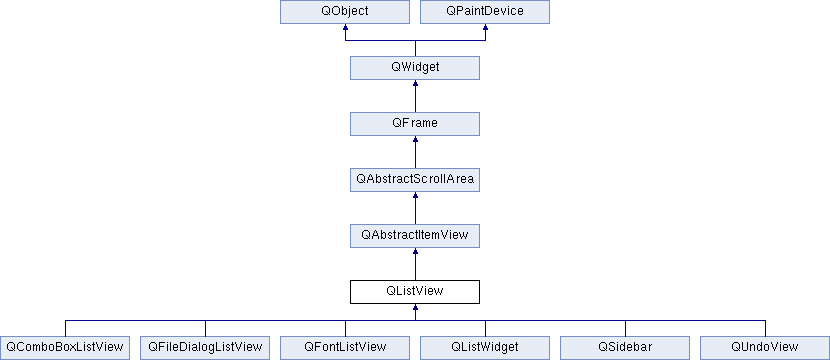 QObject
QPaintDevice
QWidget
QFrame
QAbstractScrollArea
QAbstractItemView
QListView
QComboBoxListView
QFileDialogListView
QFontListView
QListWidget
QSidebar
QUndoView